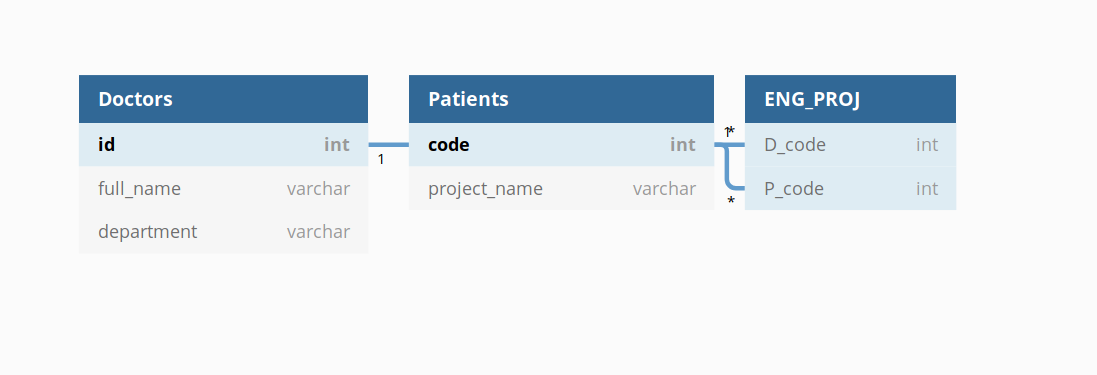 Doctors
id int
full_name varchar
department varchar
1
Patients
code int
project_name varchar
1
*
*
ENG_PROJ
D_code int
P_code int